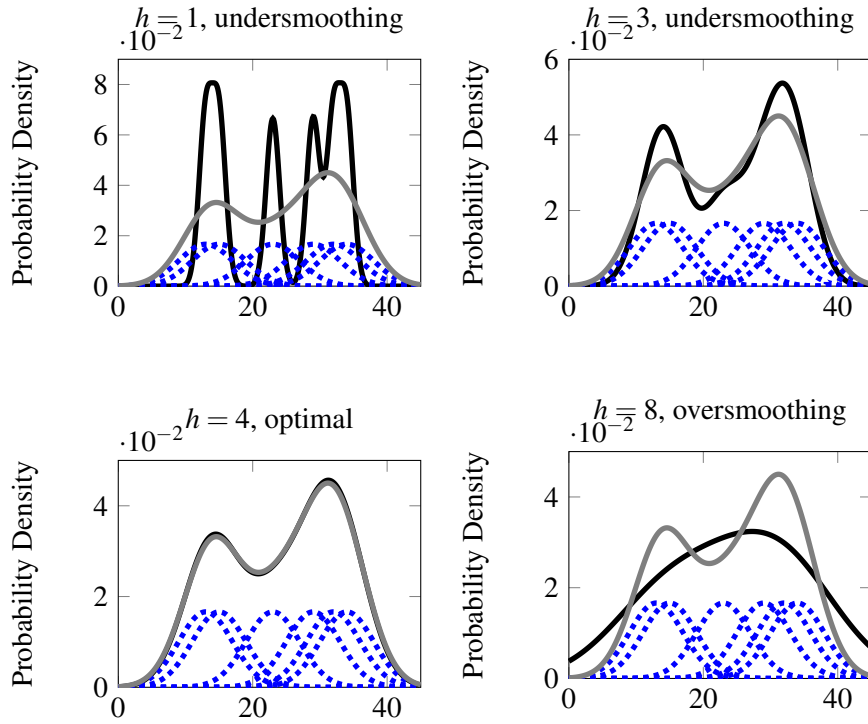 h = 1, undersmoothing
·10⁻²
Probability Density
8
6
4
2
0
0 20 40
h = 3, undersmoothing
·10⁻²
Probability Density
6
4
2
0
0 20 40
h = 4, optimal
·10⁻²
Probability Density
4
2
0
0 20 40
h = 8, oversmoothing
·10⁻²
Probability Density
4
2
0
0 20 40